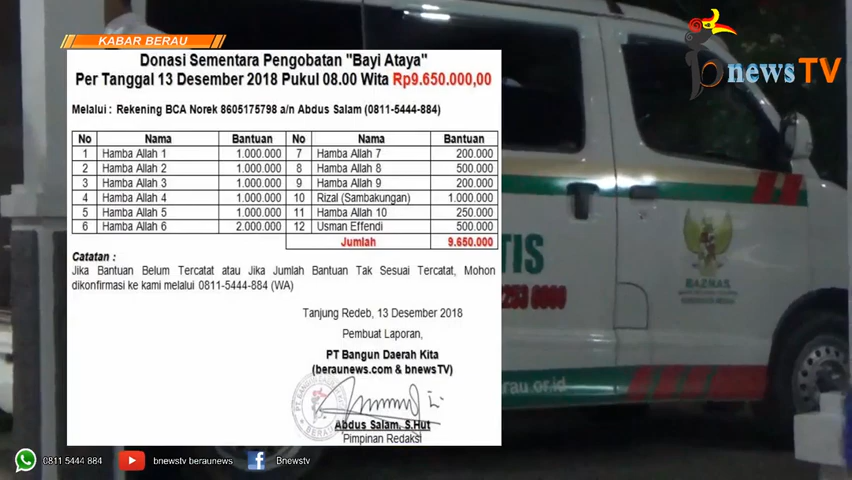 KABAR BERAU
bnewsTV
Donasi Sementara Pengobatan "Bayi Ataya"
Per Tanggal 13 Desember 2018 Pukul 08.00 Wita Rp9.650.000,00
Melalui : Rekening BCA Norek 8605175798 a/n Abdus Salam (0811-5444-884)
No Nama Bantuan No Nama Bantuan
1 Hamba Allah 1 1.000.000 7 Hamba Allah 7 200.000
2 Hamba Allah 2 1.000.000 8 Hamba Allah 8 500.000
3 Hamba Allah 3 1.000.000 9 Hamba Allah 9 200.000
4 Hamba Allah 4 1.000.000 10 Rizal (Sambakungan) 1.000.000
5 Hamba Allah 5 1.000.000 11 Hamba Allah 10 250.000
6 Hamba Allah 6 2.000.000 12 Usman Effendi 500.000
Jumlah 9.650.000
Catatan :
Jika Bantuan Belum Tercatat atau Jika Jumlah Bantuan Tak Sesuai Tercatat, Mohon
dikonfirmasi ke kami melalui 0811-5444-884 (WA)
Tanjung Redeb, 13 Desember 2018
Pembuat Laporan,
PT Bangun Daerah Kita
(beraunews.com & bnewsTV)
Abdus Salam, S.Hut
Pimpinan Redaksi
TIS
BAZNAS
erau.or.id
0811 5444 884 bnewstv beraunews Bnewstv